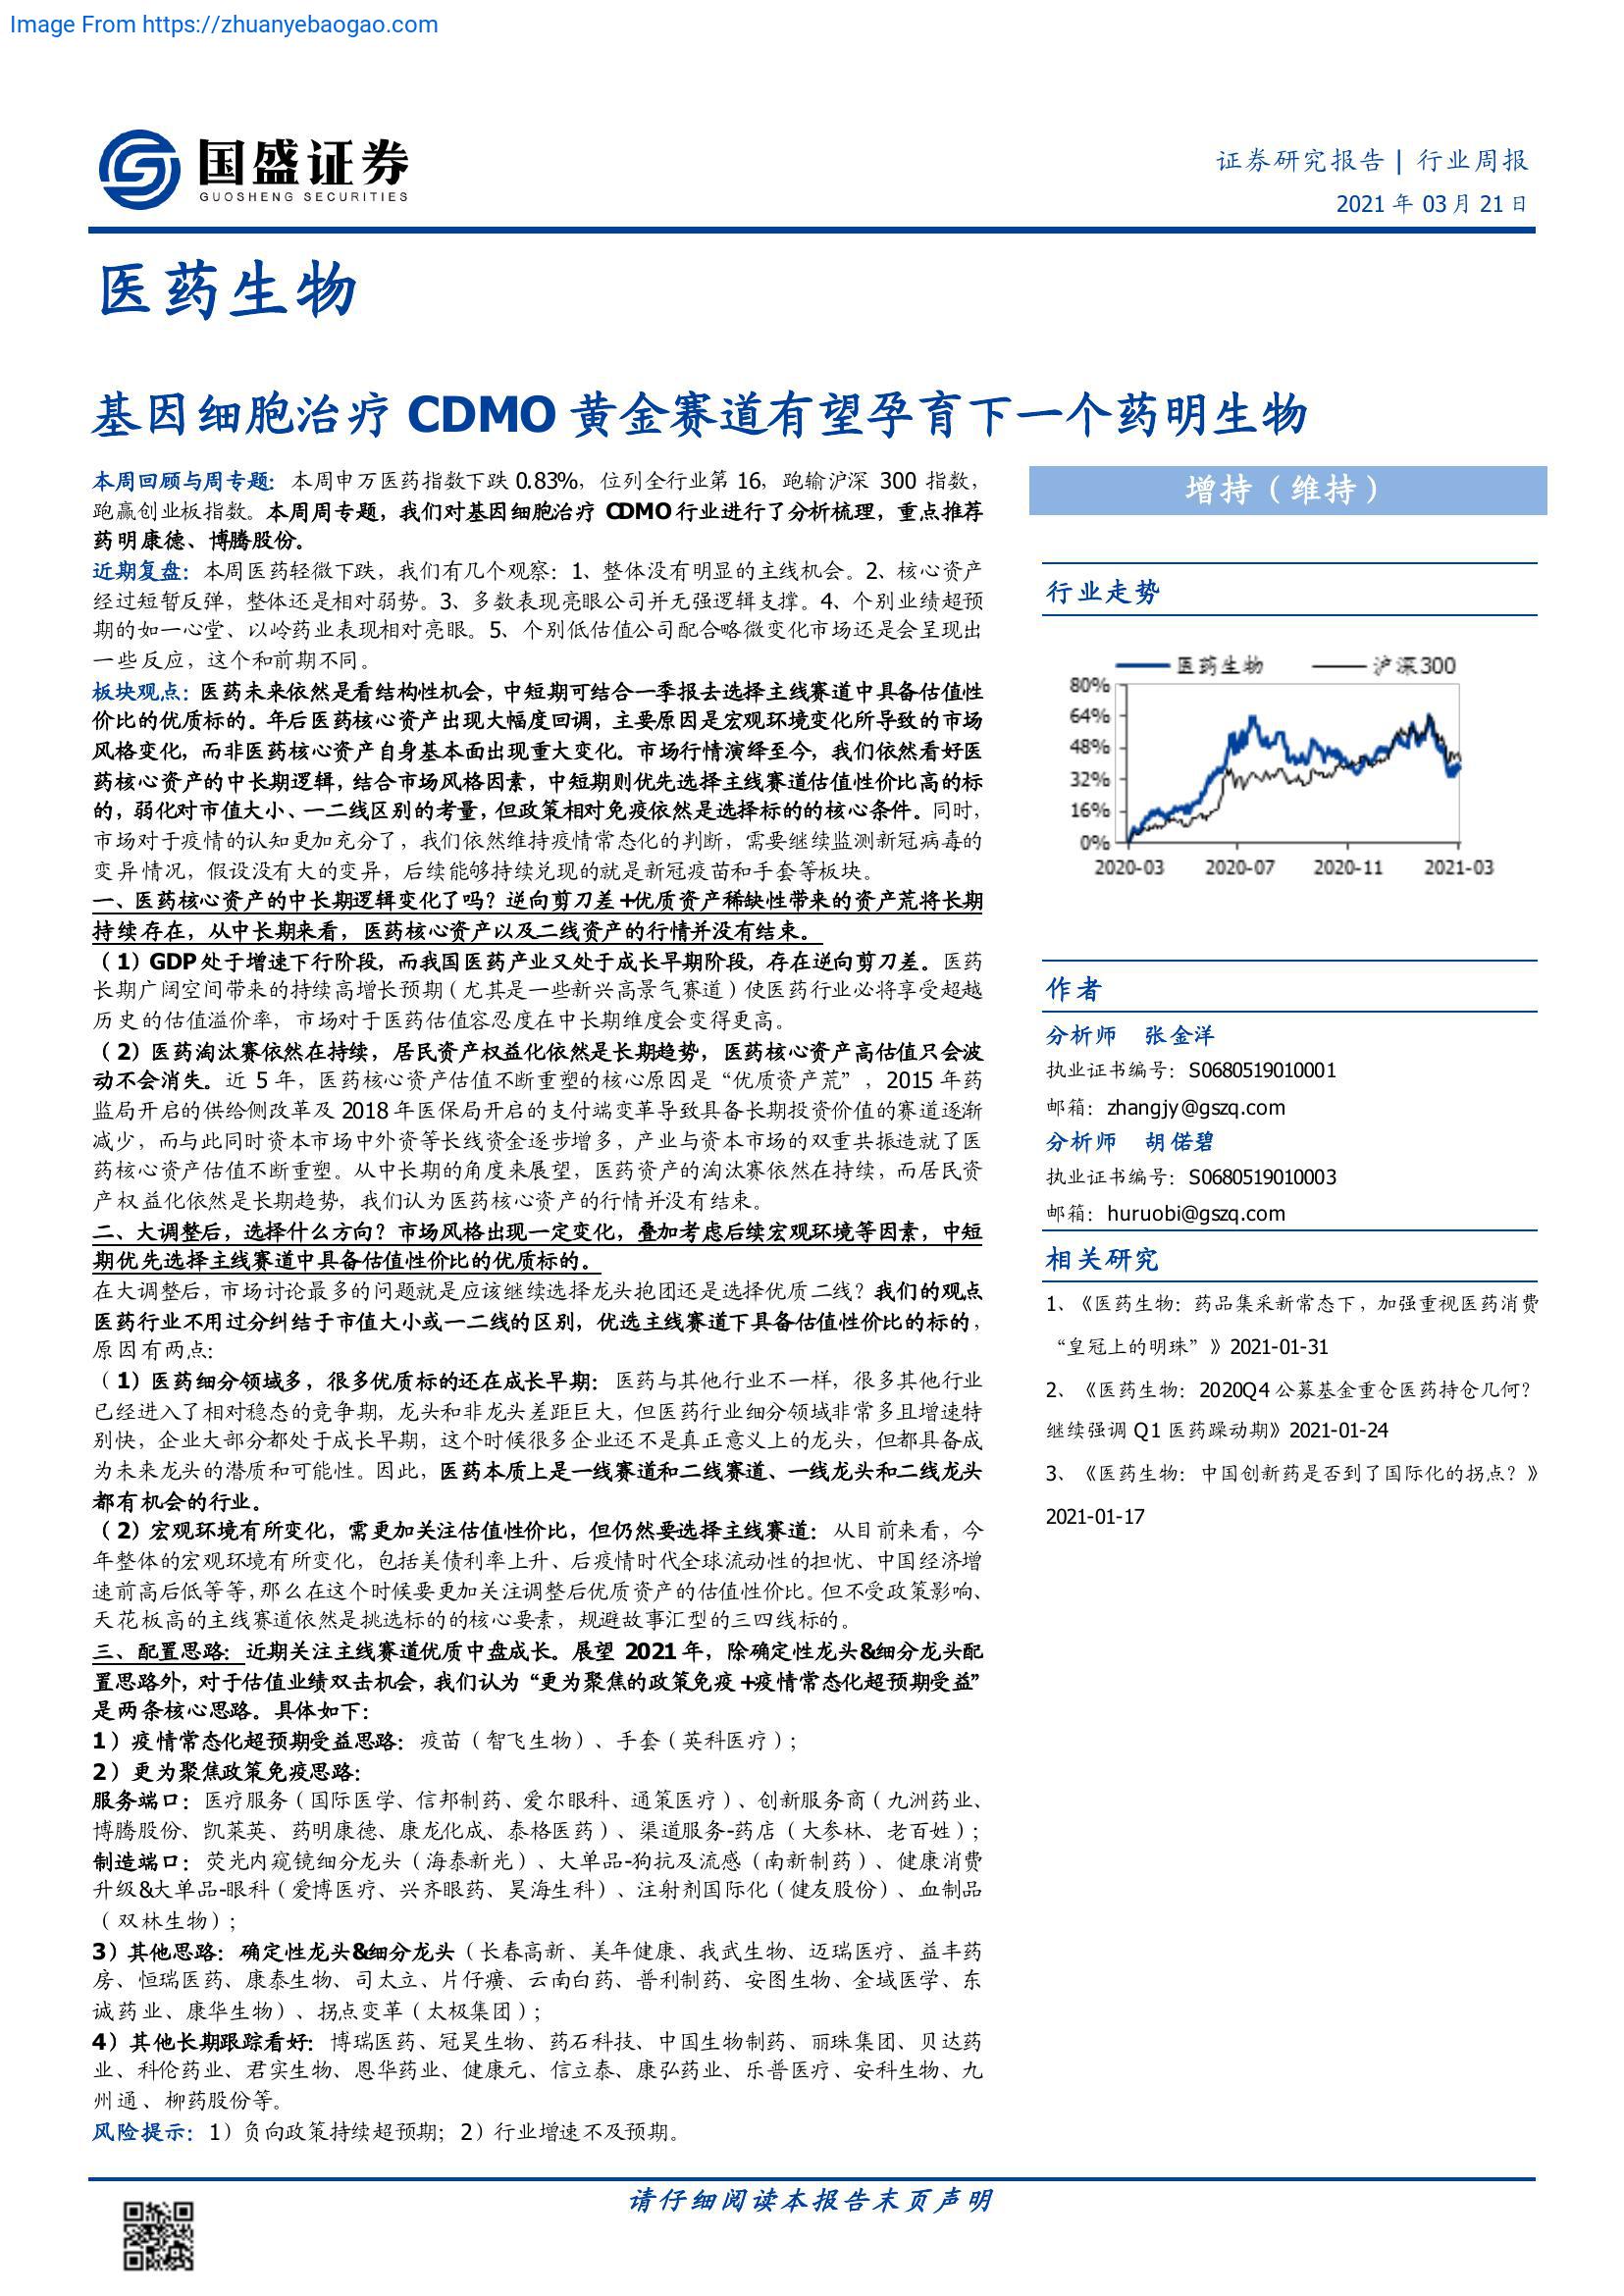 Image From https://zhuanyebaogao.com
国盛证券
GUOSHENG SECURITIES
证券研究报告 | 行业周报
2021 年 03 月 21 日
医药生物
基因细胞治疗 CDMO 黄金赛道有望孕育下一个药明生物
本周回顾与周专题：本周申万医药指数下跌 0.83%，位列全行业第 16，跑输沪深 300 指数，
跑赢创业板指数。本周周专题，我们对基因细胞治疗 CDMO 行业进行了分析梳理，重点推荐
药明康德、博腾股份。
近期复盘：本周医药轻微下跌，我们有几个观察：1、整体没有明显的主线机会。2、核心资产
经过短暂反弹，整体还是相对弱势。3、多数表现亮眼公司并无强逻辑支撑。4、个别业绩超预
期的如一心堂、以岭药业表现相对亮眼。5、个别低估值公司配合略微变化市场还是会呈现出
一些反应，这个和前期不同。
板块观点：医药未来依然是看结构性机会，中短期可结合一季报去选择主线赛道中具备估值性
价比的优质标的。年后医药核心资产出现大幅度回调，主要原因是宏观环境变化所导致的市场
风格变化，而非医药核心资产自身基本面出现重大变化。市场行情演绎至今，我们依然看好医
药核心资产的中长期逻辑，结合市场风格因素，中短期则优先选择主线赛道估值性价比高的标
的，弱化对市值大小、一二线区别的考量，但政策相对免疫依然是选择标的的核心条件。同时，
市场对于疫情的认知更加充分了，我们依然维持疫情常态化的判断，需要继续监测新冠病毒的
变异情况，假设没有大的变异，后续能够持续兑现的就是新冠疫苗和手套等板块。
一、医药核心资产的中长期逻辑变化了吗？逆向剪刀差+优质资产稀缺性带来的资产荒将长期
持续存在，从中长期来看，医药核心资产以及二线资产的行情并没有结束。
（1）GDP 处于增速下行阶段，而我国医药产业又处于成长早期阶段，存在逆向剪刀差。医药
长期广阔空间带来的持续高增长预期（尤其是一些新兴高景气赛道）使医药行业必将享受超越
历史的估值溢价率，市场对于医药估值容忍度在中长期维度会变得更高。
（2）医药淘汰赛依然在持续，居民资产权益化依然是长期趋势，医药核心资产高估值只会波
动不会消失。近 5 年，医药核心资产估值不断重塑的核心原因是“优质资产荒”，2015 年药
监局开启的供给侧改革及 2018 年医保局开启的支付端变革导致具备长期投资价值的赛道逐渐
减少，而与此同时资本市场中外资等长线资金逐步增多，产业与资本市场的双重共振造就了医
药核心资产估值不断重塑。从中长期的角度来展望，医药资产的淘汰赛依然在持续，而居民资
产权益化依然是长期趋势，我们认为医药核心资产的行情并没有结束。
二、大调整后，选择什么方向？市场风格出现一定变化，叠加考虑后续宏观环境等因素，中短
期优先选择主线赛道中具备估值性价比的优质标的。
在大调整后，市场讨论最多的问题就是应该继续选择龙头抱团还是选择优质二线？我们的观点
医药行业不用过分纠结于市值大小或一二线的区别，优选主线赛道下具备估值性价比的标的，
原因有两点：
（1）医药细分领域多，很多优质标的还在成长早期：医药与其他行业不一样，很多其他行业
已经进入了相对稳态的竞争期，龙头和非龙头差距巨大，但医药行业细分领域非常多且增速特
别快，企业大部分都处于成长早期，这个时候很多企业还不是真正意义上的龙头，但都具备成
为未来龙头的潜质和可能性。因此，医药本质上是一线赛道和二线赛道、一线龙头和二线龙头
都有机会的行业。
（2）宏观环境有所变化，需更加关注估值性价比，但仍然要选择主线赛道：从目前来看，今
年整体的宏观环境有所变化，包括美债利率上升、后疫情时代全球流动性的担忧、中国经济增
速前高后低等等，那么在这个时候要更加关注调整后优质资产的估值性价比。但不受政策影响、
天花板高的主线赛道依然是挑选标的的核心要素，规避故事汇型的三四线标的。
三、配置思路：近期关注主线赛道优质中盘成长。展望 2021 年，除确定性龙头&细分龙头配
置思路外，对于估值业绩双击机会，我们认为“更为聚焦的政策免疫+疫情常态化超预期受益”
是两条核心思路。具体如下：
1）疫情常态化超预期受益思路：疫苗（智飞生物）、手套（英科医疗）；
2）更为聚焦政策免疫思路：
服务端口：医疗服务（国际医学、信邦制药、爱尔眼科、通策医疗）、创新服务商（九洲药业、
博腾股份、凯莱英、药明康德、康龙化成、泰格医药）、渠道服务-药店（大参林、老百姓）；
制造端口：荧光内窥镜细分龙头（海泰新光）、大单品-狗抗及流感（南新制药）、健康消费
升级&大单品-眼科（爱博医疗、兴齐眼药、昊海生科）、注射剂国际化（健友股份）、血制品
（双林生物）；
3）其他思路：确定性龙头&细分龙头（长春高新、美年健康、我武生物、迈瑞医疗、益丰药
房、恒瑞医药、康泰生物、司太立、片仔癀、云南白药、普利制药、安图生物、金域医学、东
诚药业、康华生物）、拐点变革（太极集团）；
4）其他长期跟踪看好：博瑞医药、冠昊生物、药石科技、中国生物制药、丽珠集团、贝达药
业、科伦药业、君实生物、恩华药业、健康元、信立泰、康弘药业、乐普医疗、安科生物、九
州通、柳药股份等。
风险提示：1）负向政策持续超预期；2）行业增速不及预期。
增持（维持）
行业走势
医药生物 沪深300
80%
64%
48%
32%
16%
0%
2020-03 2020-07 2020-11 2021-03
作者
分析师 张金洋
执业证书编号：S0680519010001
邮箱：zhangjy@gszq.com
分析师 胡偌碧
执业证书编号：S0680519010003
邮箱：huruobi@gszq.com
相关研究
1、《医药生物：药品集采新常态下，加强重视医药消费
“皇冠上的明珠”》2021-01-31
2、《医药生物：2020Q4 公募基金重仓医药持仓几何？
继续强调 Q1 医药躁动期》2021-01-24
3、《医药生物：中国创新药是否到了国际化的拐点？》
2021-01-17
请仔细阅读本报告末页声明